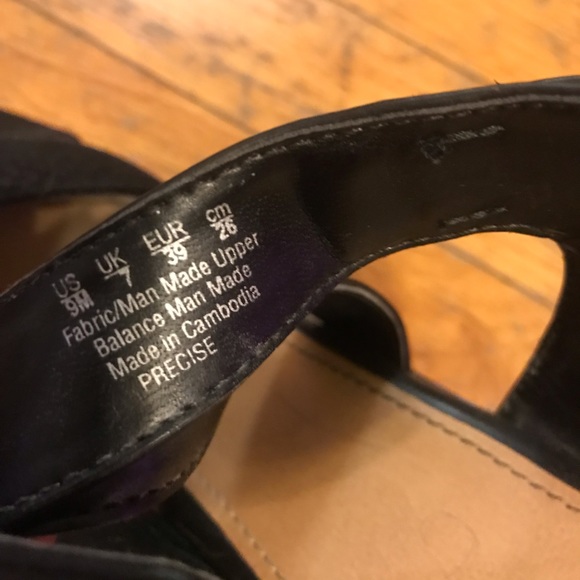 US UK EUR cm
9M 7 39 26
Fabric/Man Made Upper
Balance Man Made
Made in Cambodia
PRECISE